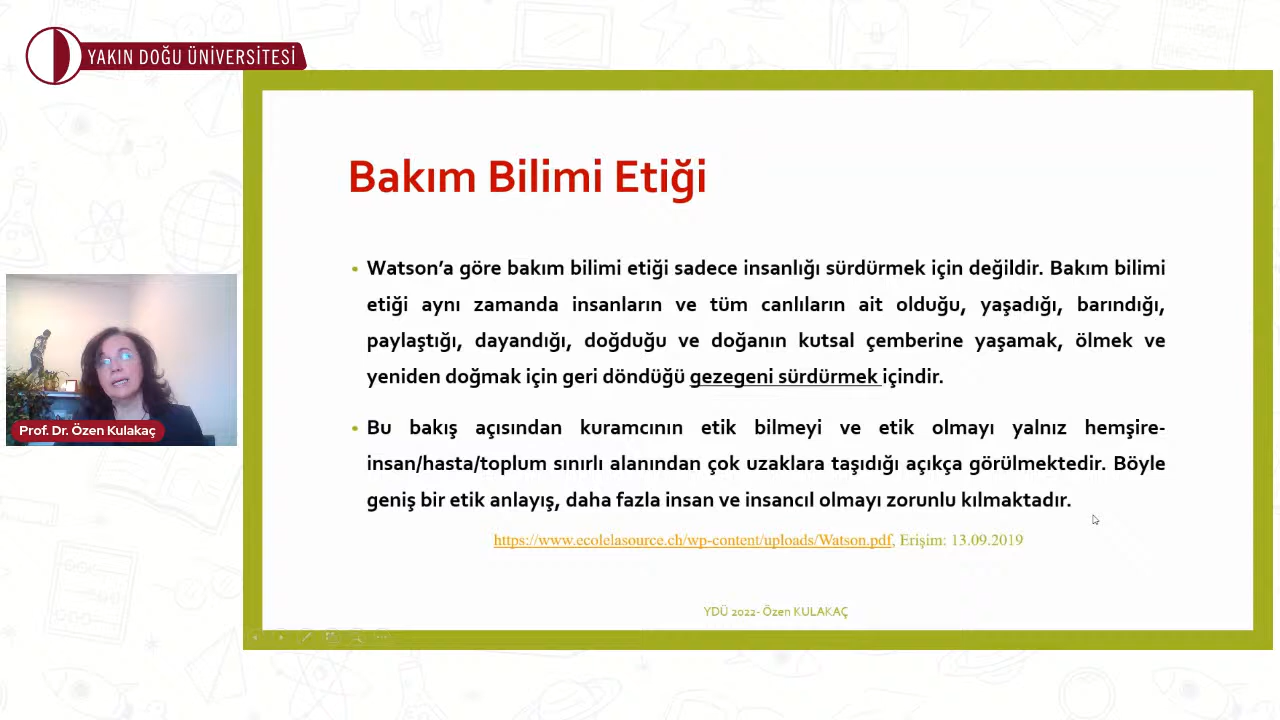 YAKIN DOĞU ÜNİVERSİTESİ
Bakım Bilimi Etiği
• Watson’a göre bakım bilimi etiği sadece insanlığı sürdürmek için değildir. Bakım bilimi
etiği aynı zamanda insanların ve tüm canlıların ait olduğu, yaşadığı, barındığı,
paylaştığı, dayandığı, doğduğu ve doğanın kutsal çemberine yaşamak, ölmek ve
yeniden doğmak için geri döndüğü gezegeni sürdürmek içindir.
• Bu bakış açısından kuramcının etik bilmeyi ve etik olmayı yalnız hemşire-
insan/hasta/toplum sınırlı alanından çok uzaklara taşıdığı açıkça görülmektedir. Böyle
geniş bir etik anlayış, daha fazla insan ve insancıl olmayı zorunlu kılmaktadır.
https://www.ecolelasource.ch/wp-content/uploads/Watson.pdf, Erişim: 13.09.2019
YDÜ 2022- Özen KULAKAÇ
Prof. Dr. Özen Kulakaç